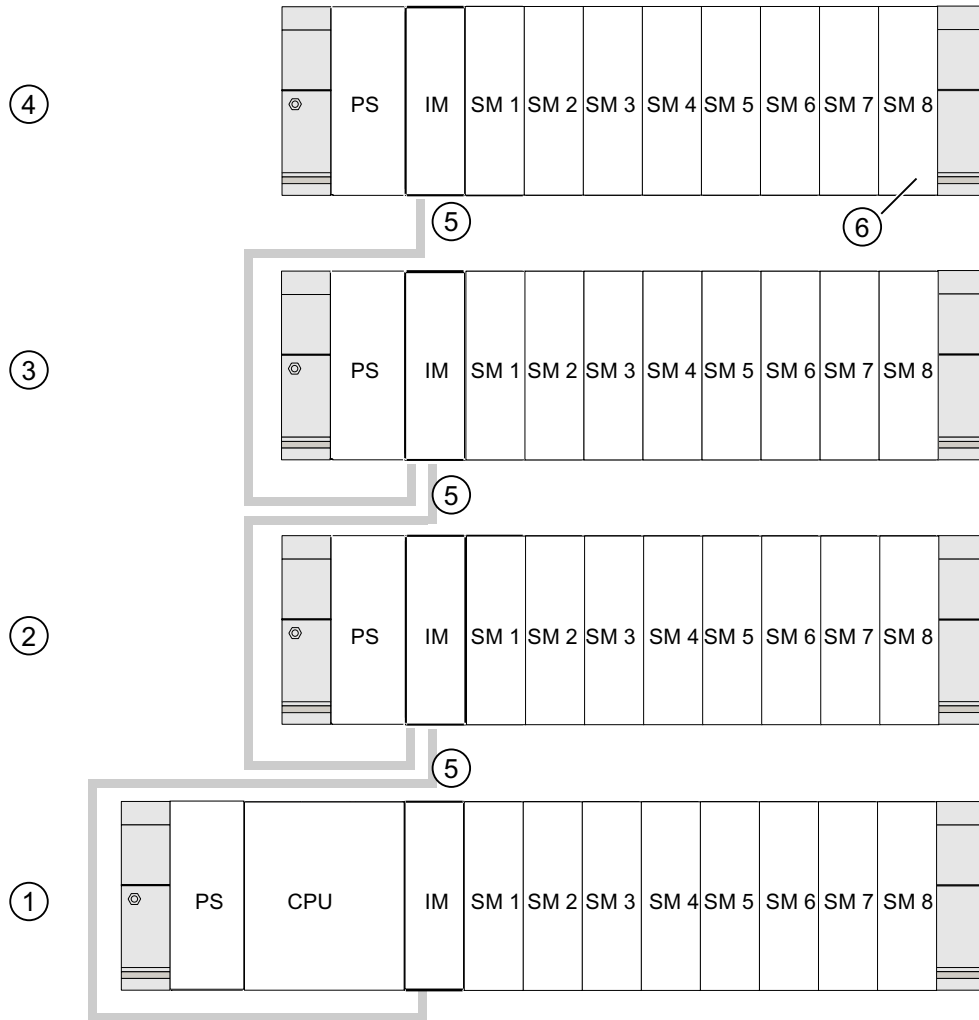 ④ PS IM SM 1 SM 2 SM 3 SM 4 SM 5 SM 6 SM 7 SM 8
⑤ ⑥
③ PS IM SM 1 SM 2 SM 3 SM 4 SM 5 SM 6 SM 7 SM 8
⑤
② PS IM SM 1 SM 2 SM 3 SM 4 SM 5 SM 6 SM 7 SM 8
⑤
① PS CPU IM SM 1 SM 2 SM 3 SM 4 SM 5 SM 6 SM 7 SM 8